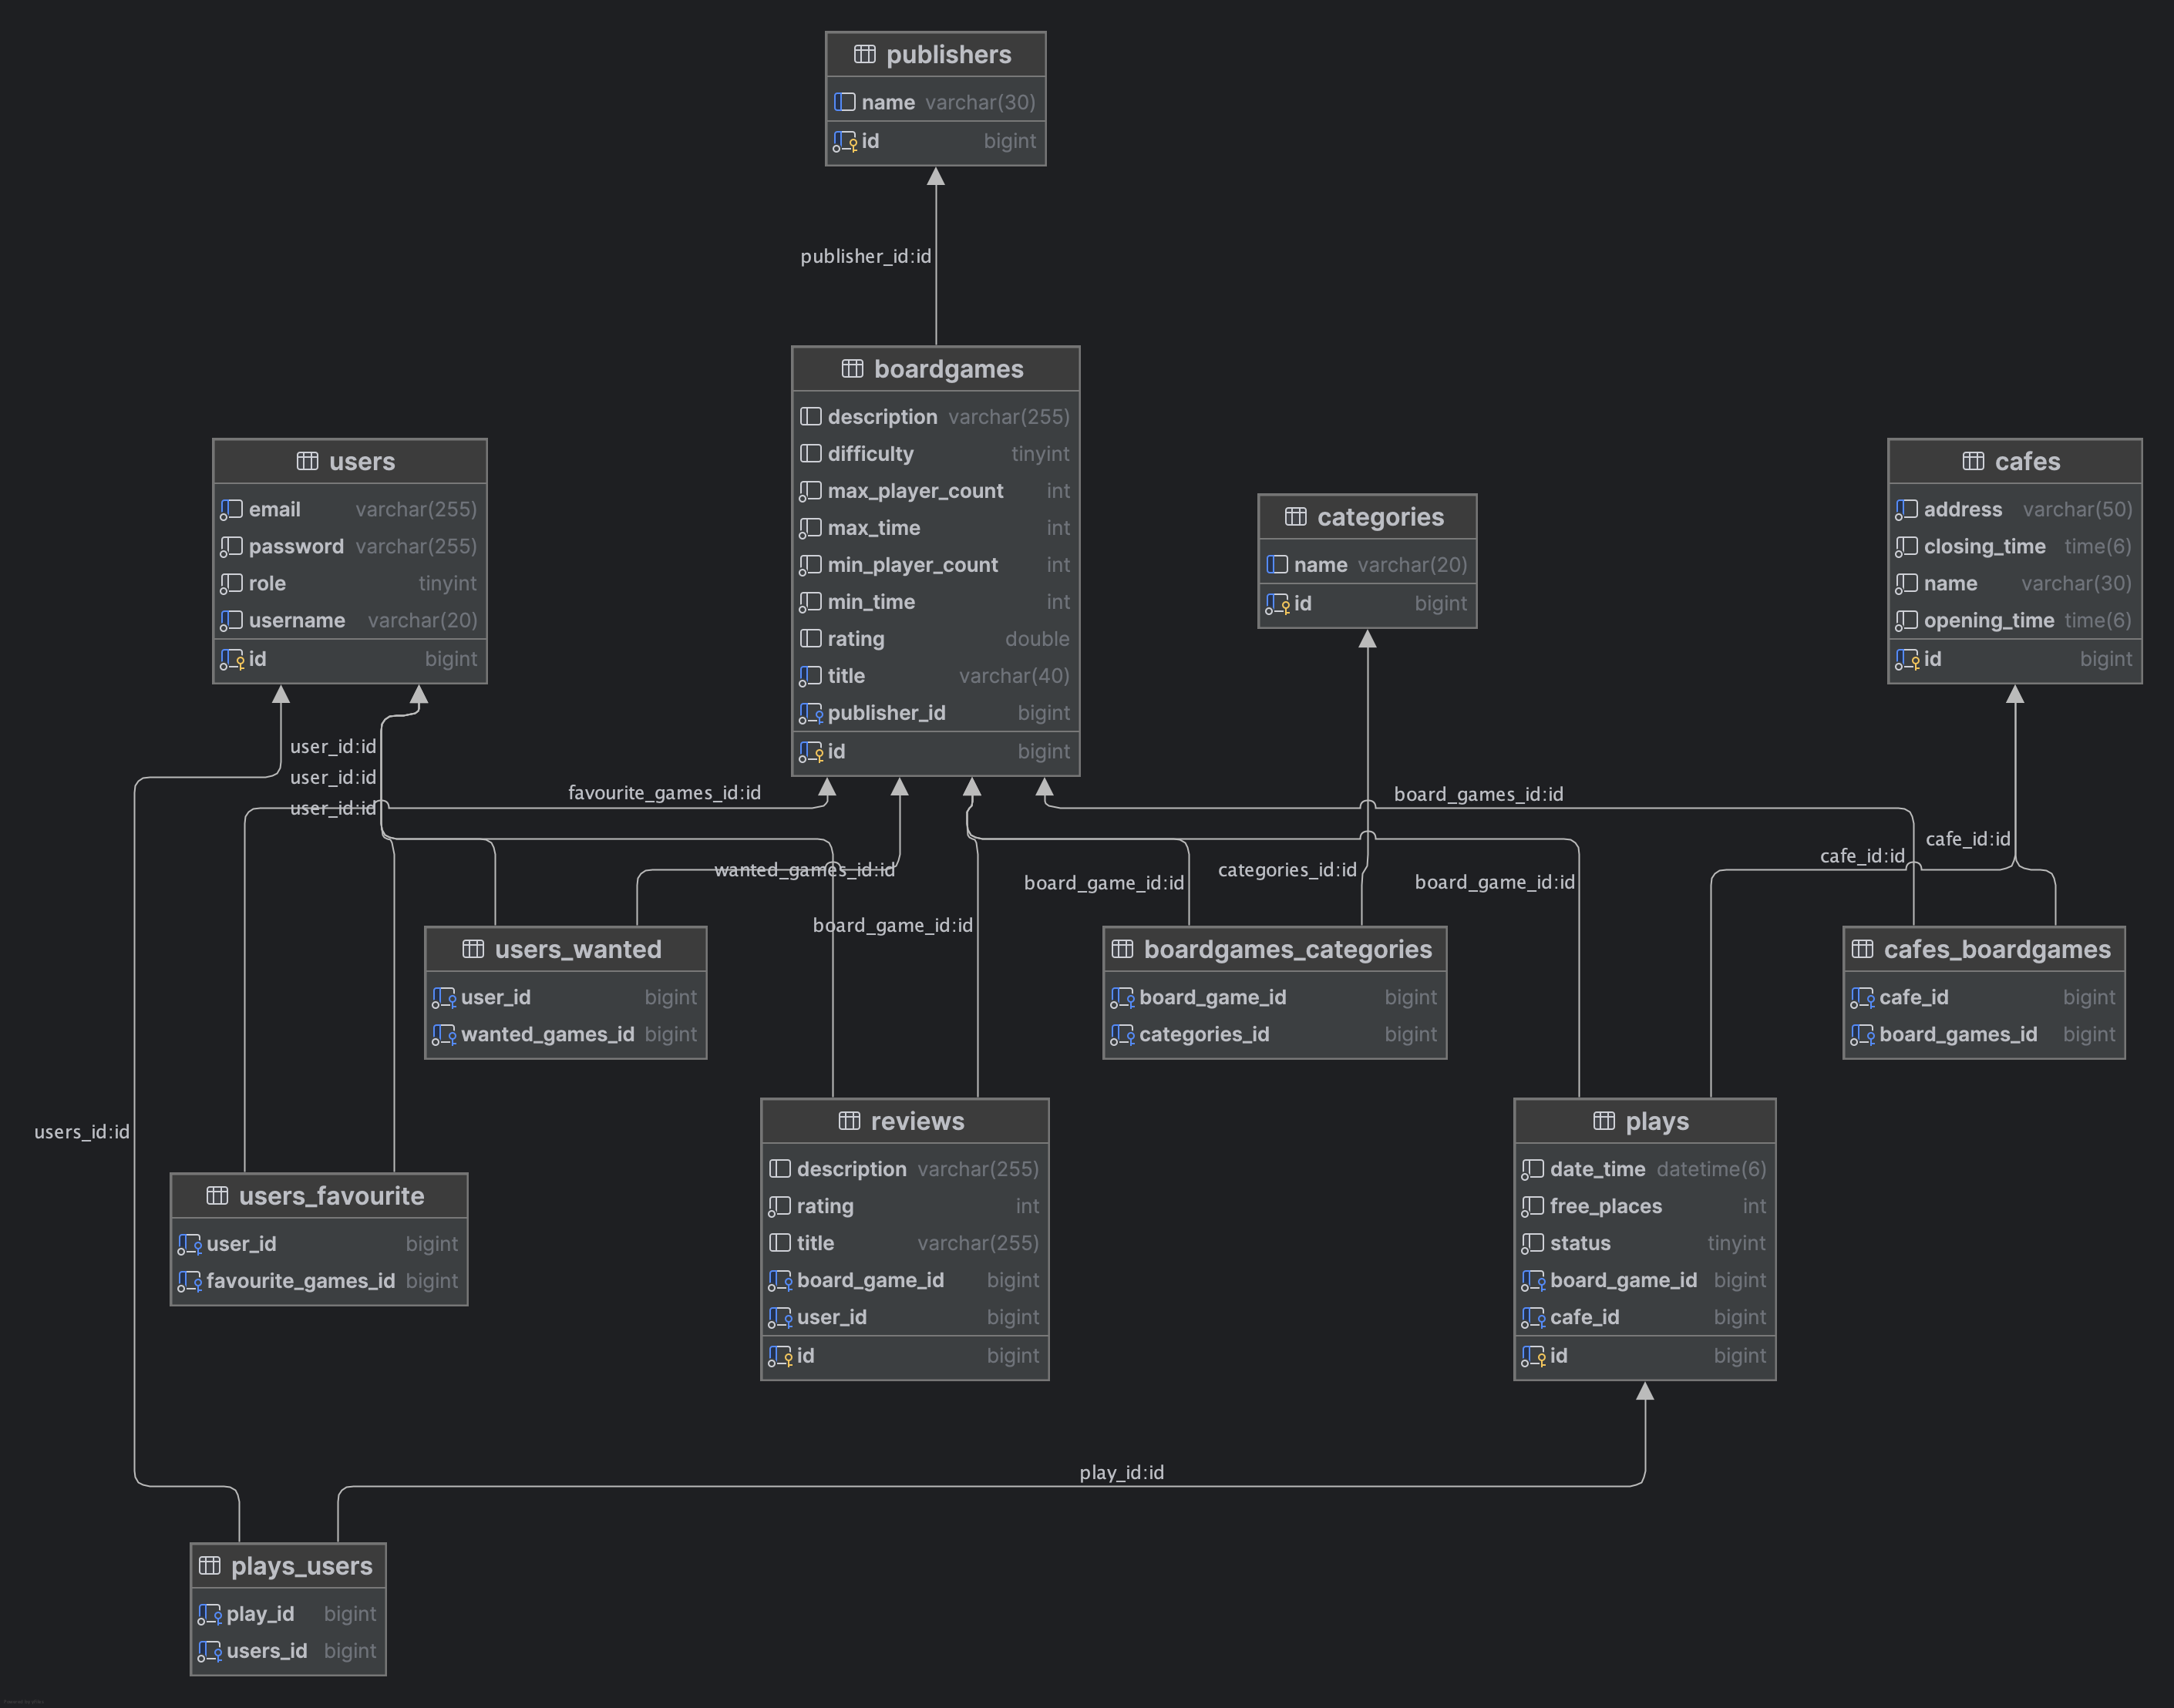 publishers
name varchar(30)
id bigint
publisher_id:id
boardgames
description varchar(255)
difficulty tinyint
max_player_count int
max_time int
min_player_count int
min_time int
rating double
title varchar(40)
publisher_id bigint
id bigint
users
email varchar(255)
password varchar(255)
role tinyint
username varchar(20)
id bigint
categories
name varchar(20)
id bigint
cafes
address varchar(50)
closing_time time(6)
name varchar(30)
opening_time time(6)
id bigint
user_id:id
user_id:id
user_id:id
favourite_games_id:id
board_games_id:id
cafe_id:id
cafe_id:id
wanted_games_id:id
board_game_id:id
categories_id:id
board_game_id:id
board_game_id:id
users_wanted
user_id bigint
wanted_games_id bigint
boardgames_categories
board_game_id bigint
categories_id bigint
cafes_boardgames
cafe_id bigint
board_games_id bigint
users_id:id
users_favourite
user_id bigint
favourite_games_id bigint
reviews
description varchar(255)
rating int
title varchar(255)
board_game_id bigint
user_id bigint
id bigint
plays
date_time datetime(6)
free_places int
status tinyint
board_game_id bigint
cafe_id bigint
id bigint
play_id:id
plays_users
play_id bigint
users_id bigint